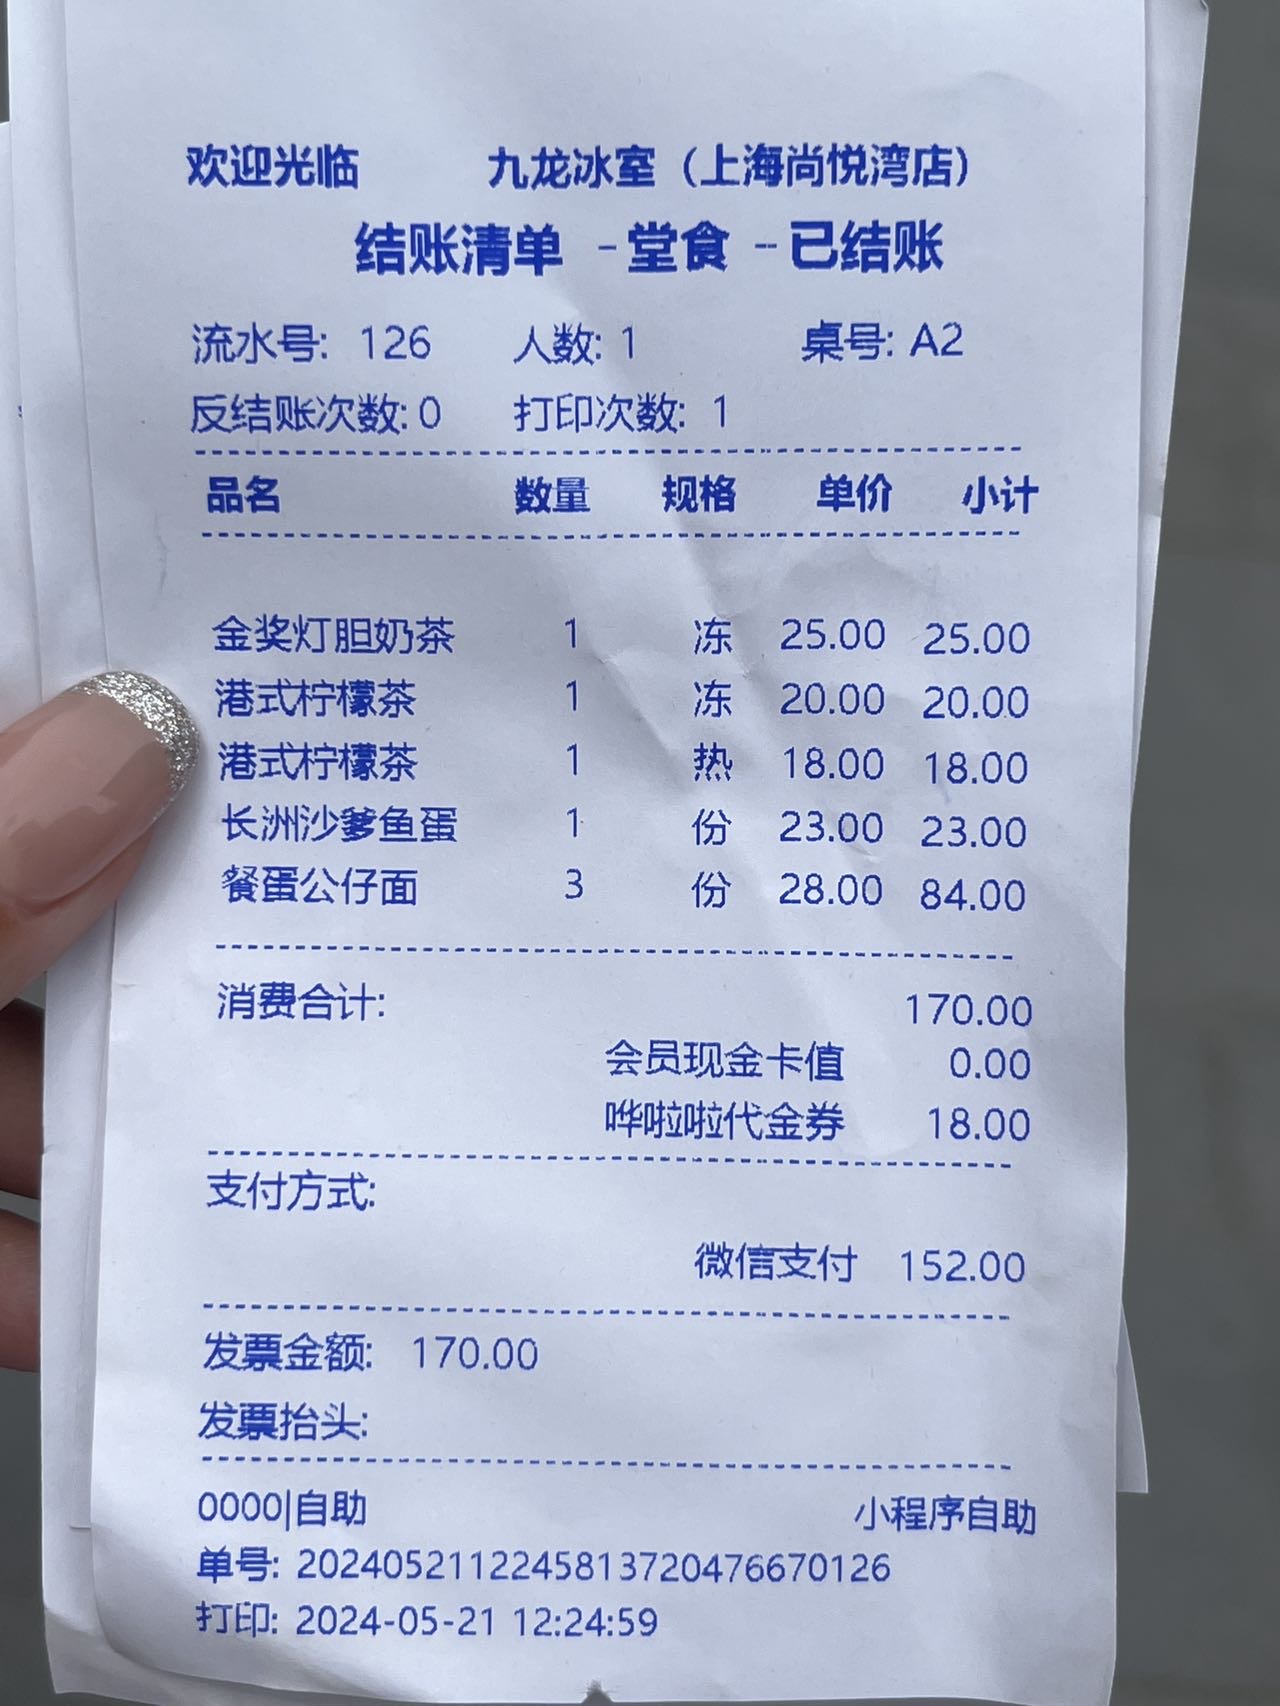 欢迎光临 九龙冰室（上海尚悦湾店）
结账清单 -堂食 --已结账
流水号: 126 人数: 1 桌号: A2
反结账次数: 0 打印次数: 1
品名 数量 规格 单价 小计
金奖灯胆奶茶 1 冻 25.00 25.00
港式柠檬茶 1 冻 20.00 20.00
港式柠檬茶 1 热 18.00 18.00
长洲沙爹鱼蛋 1 份 23.00 23.00
餐蛋公仔面 3 份 28.00 84.00
消费合计: 170.00
会员现金卡值 0.00
哗啦啦代金券 18.00
支付方式:
微信支付 152.00
发票金额: 170.00
发票抬头:
0000|自助 小程序自助
单号: 20240521122458137204766​70126
打印: 2024-05-21 12:24:59